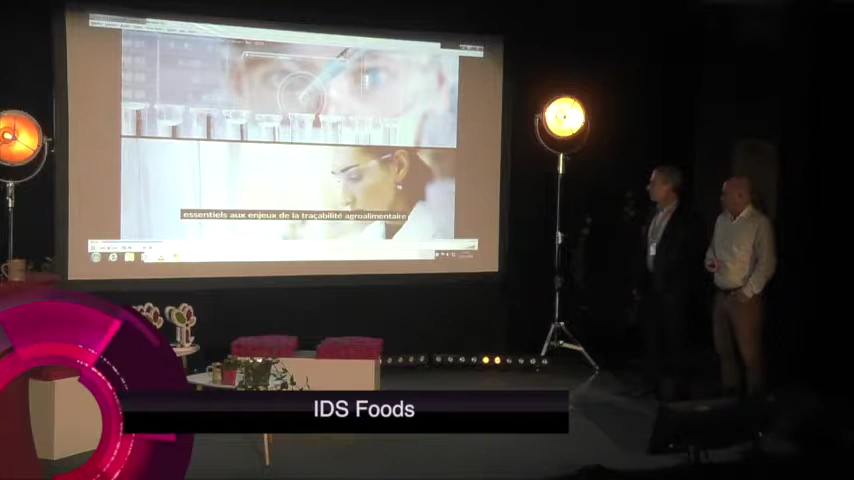 essentiels aux enjeux de la traçabilité agroalimentaire
IDS Foods